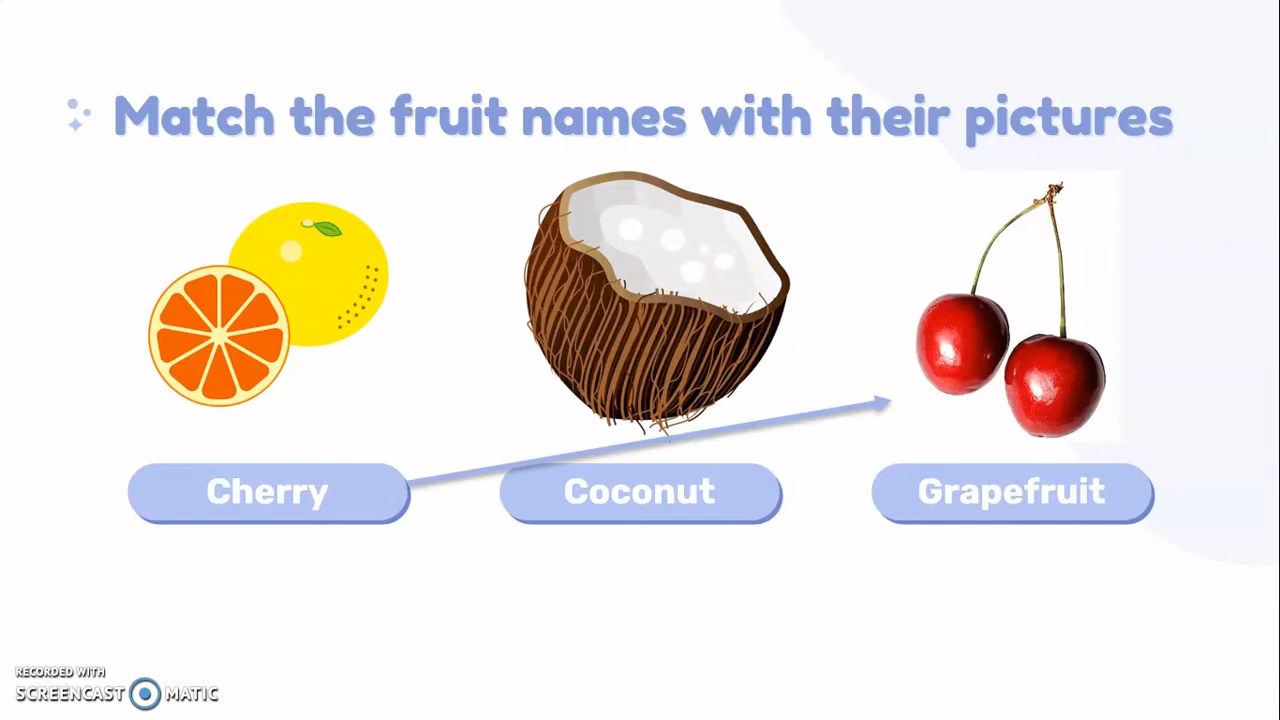 Match the fruit names with their pictures
Cherry
Coconut
Grapefruit
RECORDED WITH
SCREENCAST MATIC